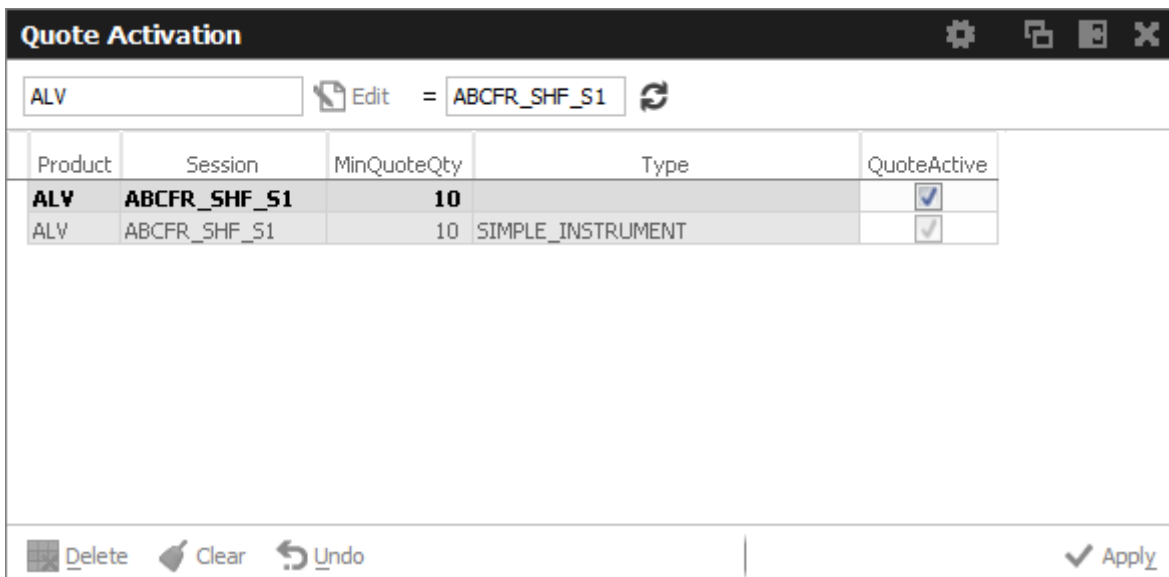 Quote Activation
ALV Edit = ABCFR_SHF_S1
Product Session MinQuoteQty Type QuoteActive
ALV ABCFR_SHF_S1 10
ALV ABCFR_SHF_S1 10 SIMPLE_INSTRUMENT
Delete Clear Undo Apply